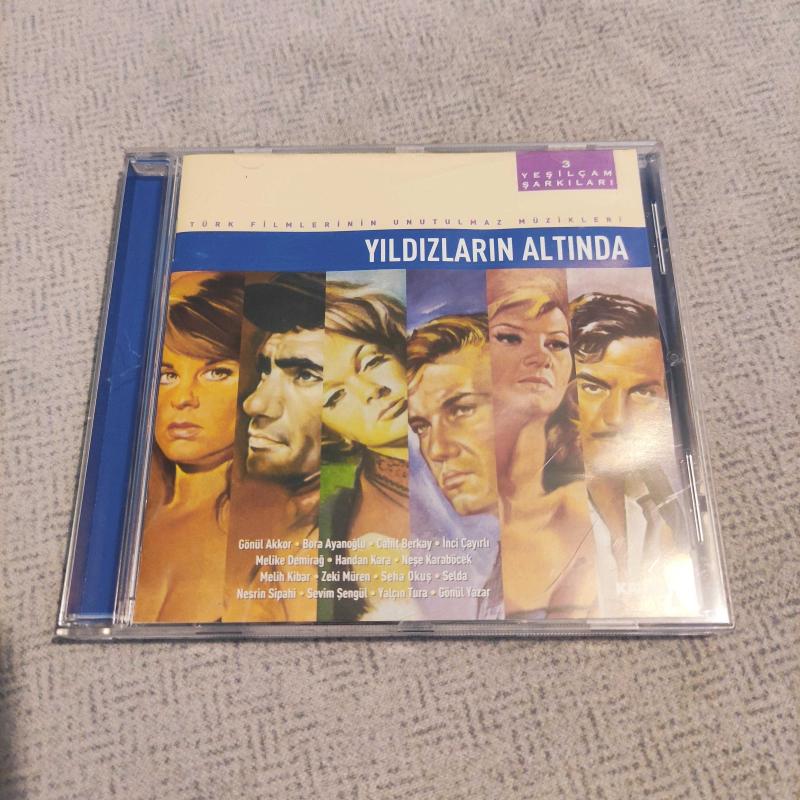 3
YEŞİLÇAM
ŞARKILARI
TÜRK FİLMLERİNİN UNUTULMAZ MÜZİKLERİ
YILDIZLARIN ALTINDA
Gönül Akkor • Bora Ayanoğlu • Cahit Berkay • İnci Çayırlı
Melike Demirağ • Handan Kara • Neşe Karaböcek
Melih Kibar • Zeki Müren • Seha Okuş • Selda
Nesrin Sipahi • Sevim Şengül • Yalçın Tura • Gönül Yazar